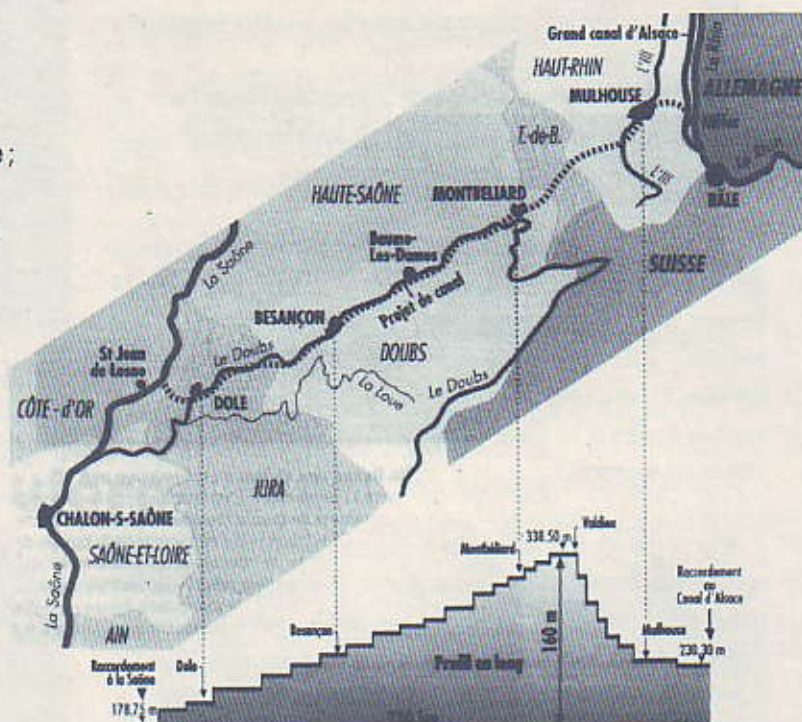 e ;
Grand canal d'Alsace
Le Rhin
HAUT-RHIN
L'Ill
ALLEMAGNE
MULHOUSE
T.-de-B.
L'Ill
BÂLE
HAUTE-SAÔNE
MONTBELIARD
SUISSE
Baume-
Les-Dames
La Saône
Projet de canal
BESANÇON
DOUBS
St Jean
de Losne
Le Doubs
La Loue
Le Doubs
CÔTE-d'OR
DOLE
JURA
CHALON-S-SAÔNE
SAÔNE-ET-LOIRE
La Saône
AIN
338.50 m
Valdieu
Montbéliard
Raccordement
au
Canal d'Alsace
Besançon
160 m
Mulhouse
Profil en long
230,30 m
Raccordement
à la Saône
Dole
178,75 m